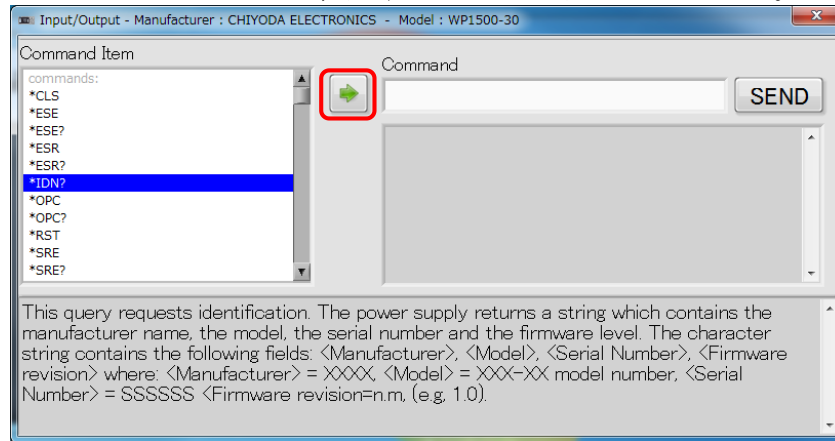 Input/Output - Manufacturer : CHIYODA ELECTRONICS - Model : WP1500-30
Command Item
commands:
*CLS
*ESE
*ESE?
*ESR
*ESR?
*IDN?
*OPC
*OPC?
*RST
*SRE
*SRE?
Command
SEND
This query requests identification. The power supply returns a string which contains the
manufacturer name, the model, the serial number and the firmware level. The character
string contains the following fields: <Manufacturer>, <Model>, <Serial Number>, <Firmware
revision> where: <Manufacturer> = XXXX, <Model> = XXX-XX model number, <Serial
Number> = SSSSSS <Firmware revision=n.m, (e.g, 1.0).